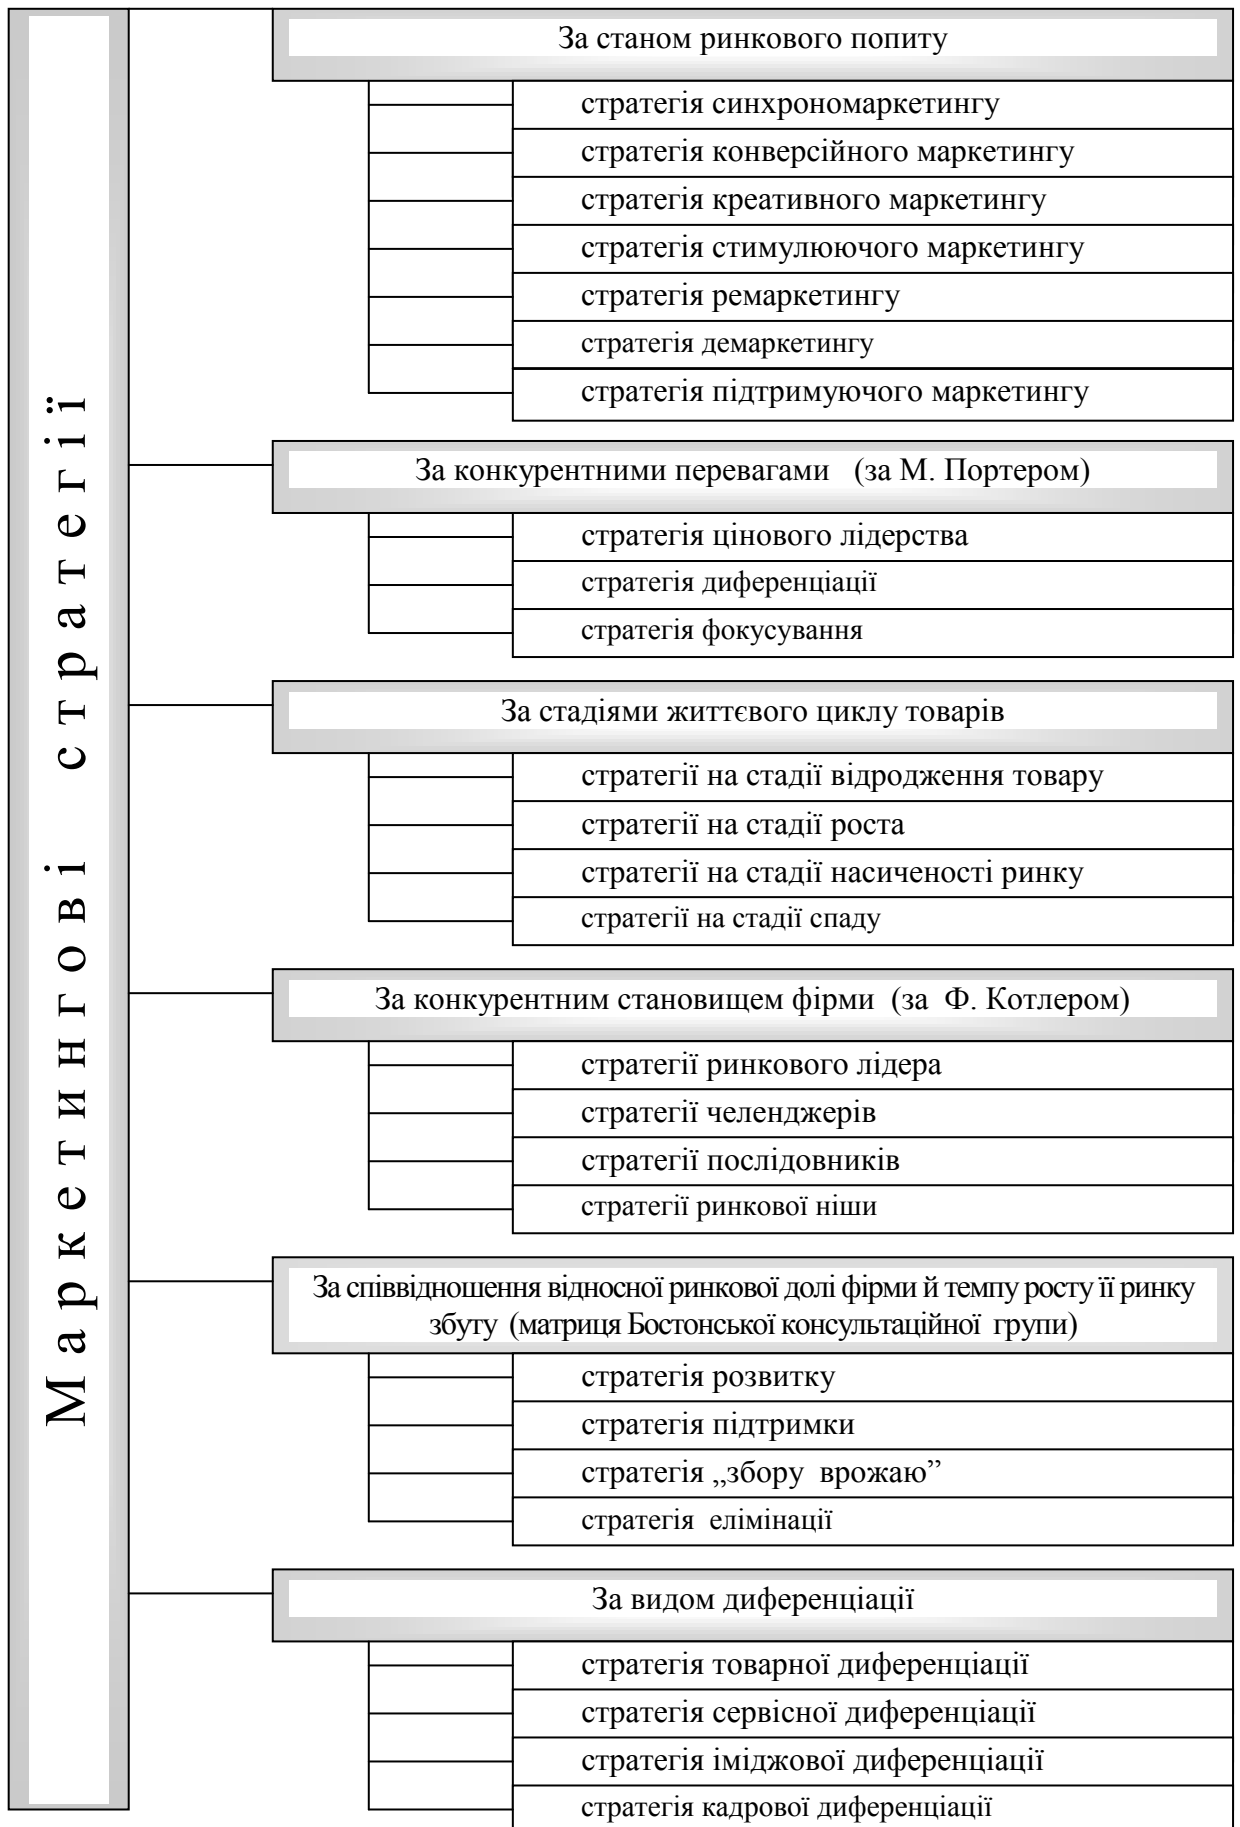 Маркетингові стратегії
За станом ринкового попиту
стратегія синхрономаркетингу
стратегія конверсійного маркетингу
стратегія креативного маркетингу
стратегія стимулюючого маркетингу
стратегія ремаркетингу
стратегія демаркетингу
стратегія підтримуючого маркетингу
За конкурентними перевагами (за М. Портером)
стратегія цінового лідерства
стратегія диференціації
стратегія фокусування
За стадіями життєвого циклу товарів
стратегії на стадії відродження товару
стратегії на стадії роста
стратегії на стадії насиченості ринку
стратегії на стадії спаду
За конкурентним становищем фірми (за Ф. Котлером)
стратегії ринкового лідера
стратегії челенджерів
стратегії послідовників
стратегії ринкової ніши
За співвідношення відносної ринкової долі фірми й темпу росту її ринку
збуту (матриця Бостонської консультаційної групи)
стратегія розвитку
стратегія підтримки
стратегія „збору врожаю”
стратегія елімінації
За видом диференціації
стратегія товарної диференціації
стратегія сервісної диференціації
стратегія іміджової диференціації
стратегія кадрової диференціації